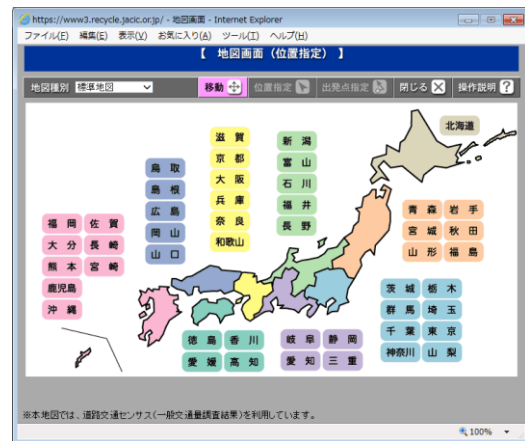 https://www3.recycle.jacic.or.jp/ - 地図画面 - Internet Explorer
ファイル(F) 編集(E) 表示(V) お気に入り(A) ツール(T) ヘルプ(H)
【 地図画面（位置指定） 】
地図種別 標準地図 移動 位置指定 出発点指定 閉じる 操作説明 ?
北海道
滋賀
京都
大阪
兵庫
奈良
和歌山
新潟
富山
石川
福井
長野
鳥取
島根
広島
岡山
山口
青森 岩手
宮城 秋田
山形 福島
福岡 佐賀
大分 長崎
熊本 宮崎
鹿児島
沖縄
茨城 栃木
群馬 埼玉
千葉 東京
神奈川 山梨
徳島 香川
愛媛 高知
岐阜 静岡
愛知 三重
※本地図では、道路交通センサス(一般交通量調査結果)を利用しています。
100%